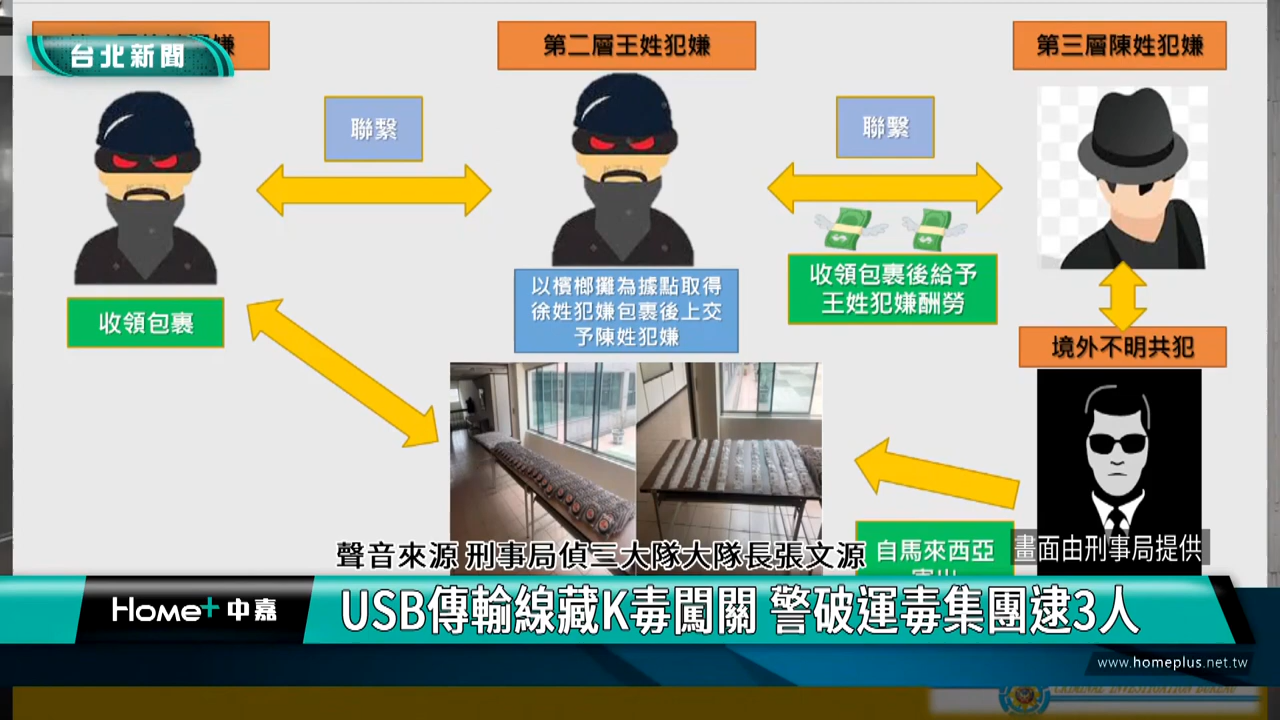 台北新聞
嫌
第二層王姓犯嫌
第三層陳姓犯嫌
聯繫
聯繫
收領包裹
以檳榔攤為據點取得
徐姓犯嫌包裹後上交
予陳姓犯嫌
收領包裹後給予
王姓犯嫌酬勞
境外不明共犯
自馬來西亞
寄出
聲音來源 刑事局偵三大隊大隊長張文源
畫面由刑事局提供
Home+中嘉
USB傳輸線藏K毒闖關 警破運毒集團逮3人
www.homeplus.net.tw
CRIMINAL INVESTIGATION BUREAU